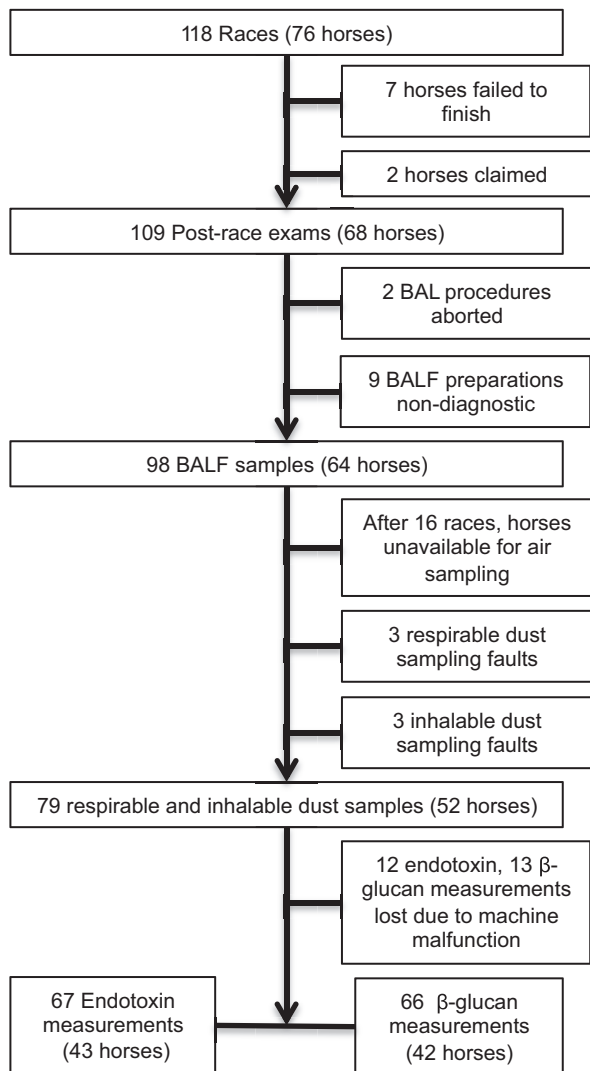 118 Races (76 horses)
7 horses failed to
finish
2 horses claimed
109 Post-race exams (68 horses)
2 BAL procedures
aborted
9 BALF preparations
non-diagnostic
98 BALF samples (64 horses)
After 16 races, horses
unavailable for air
sampling
3 respirable dust
sampling faults
3 inhalable dust
sampling faults
79 respirable and inhalable dust samples (52 horses)
12 endotoxin, 13 β-
glucan measurements
lost due to machine
malfunction
67 Endotoxin
measurements
(43 horses)
66 β-glucan
measurements
(42 horses)